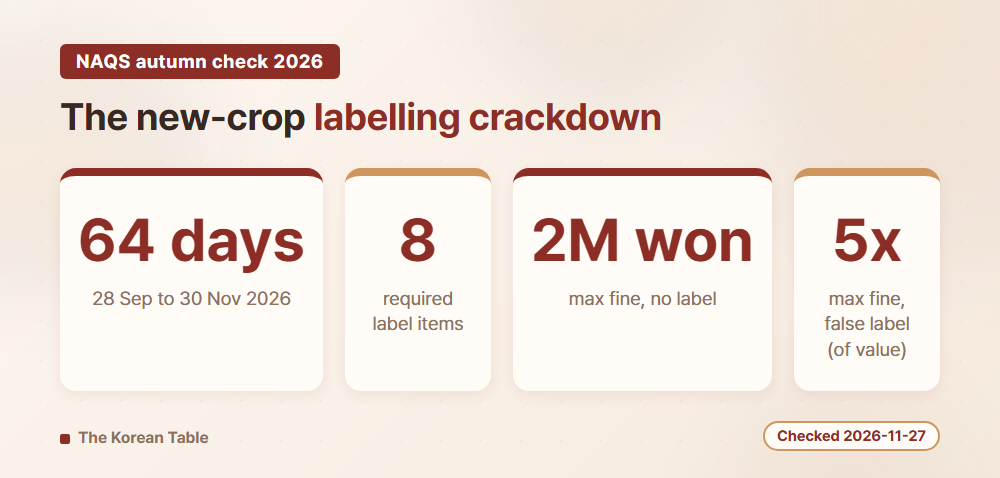 NAQS autumn check 2026
The new-crop labelling crackdown
64 days
28 Sep to 30 Nov 2026
8
required
label items
2M won
max fine, no label
5x
max fine,
false label
(of value)
The Korean Table
Checked 2026-11-27